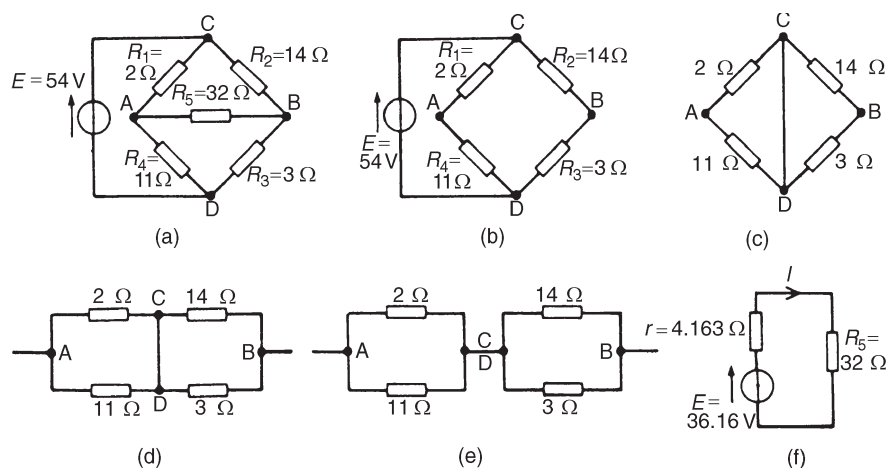 C
R₁=
2 Ω
R₂=14 Ω
E=54 V
A
R₅=32 Ω
B
R₄=
11Ω
R₃=3 Ω
D
(a)
C
R₁=
2 Ω
R₂=14Ω
A
B
E=
54 V
R₄=
11Ω
R₃=3 Ω
D
(b)
C
2 Ω
14 Ω
A
B
11 Ω
3 Ω
D
(c)
2 Ω
C
14 Ω
A
B
11 Ω
D
3 Ω
(d)
2 Ω
14 Ω
C
A
B
D
11 Ω
3 Ω
(e)
I
r=4.163 Ω
R₅=
32 Ω
E=
36.16 V
(f)